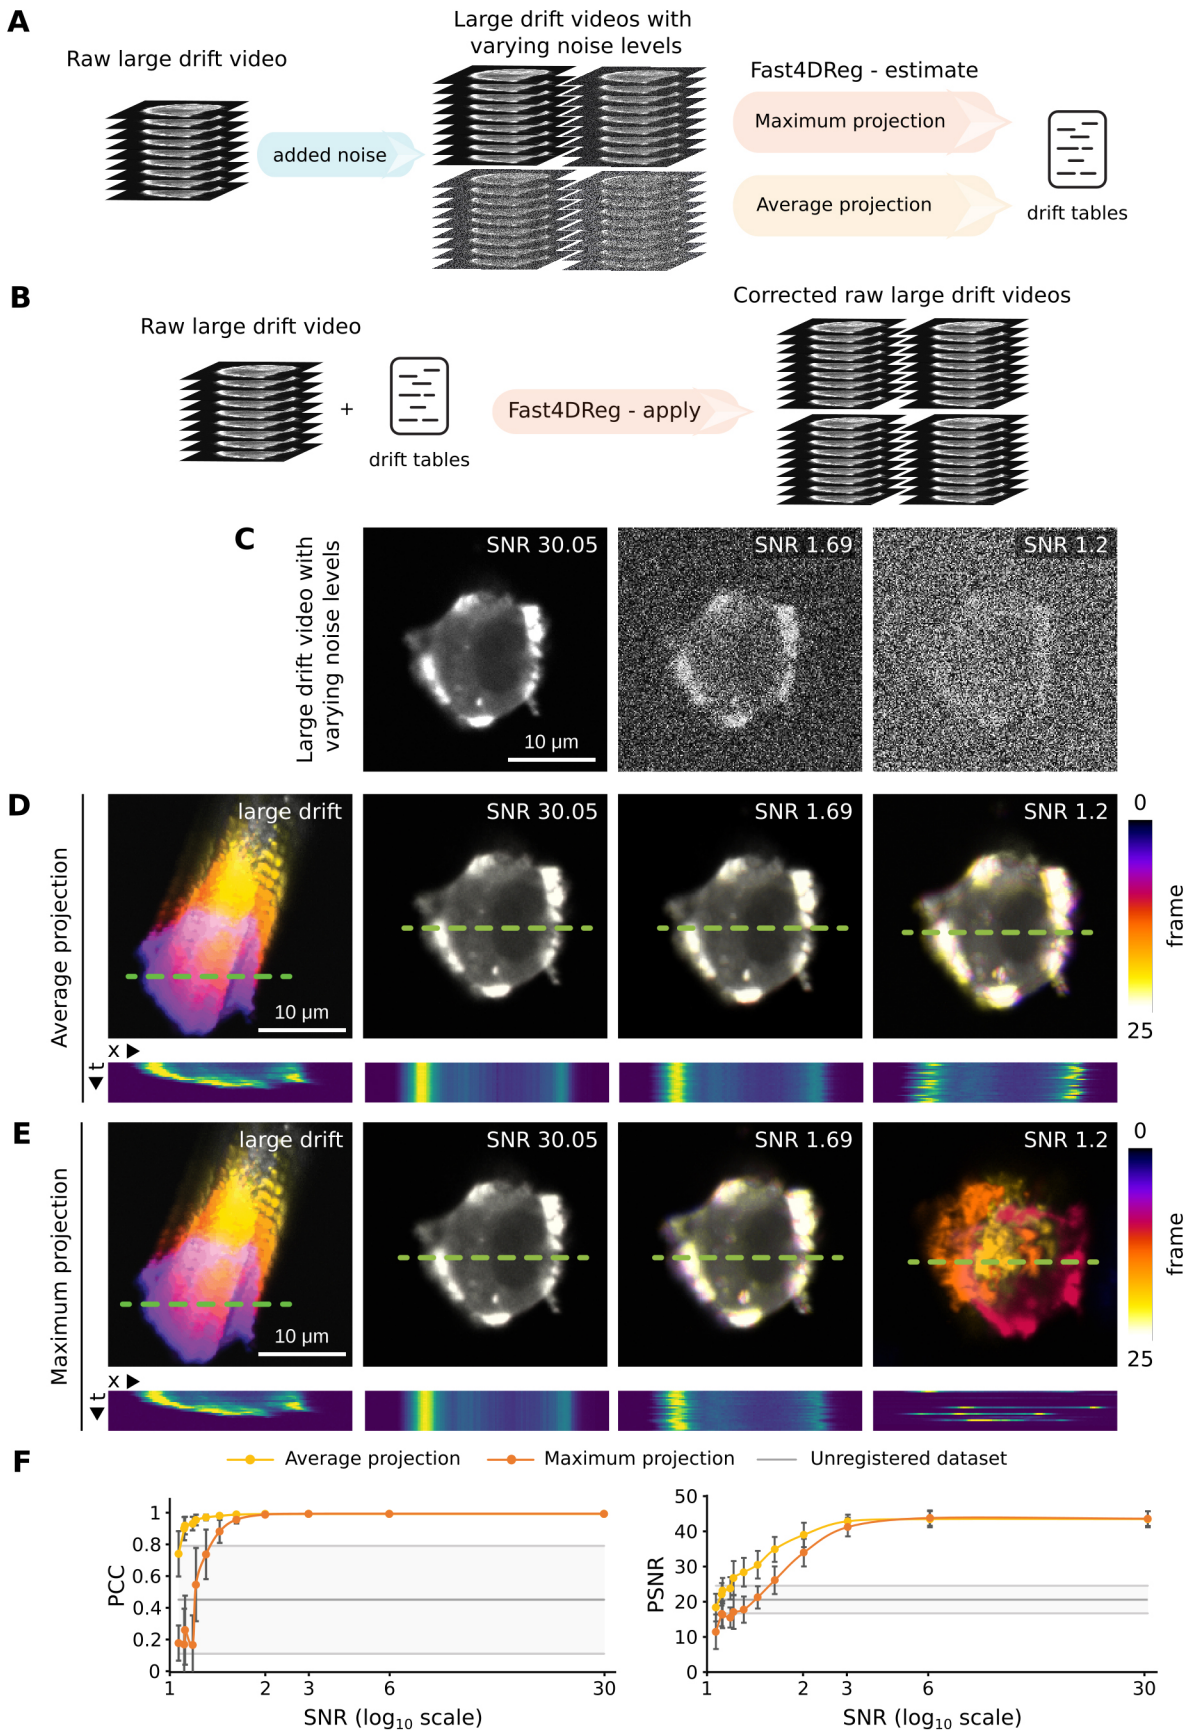 A
Raw large drift video
added noise
Large drift videos with
varying noise levels
Fast4DReg - estimate
Maximum projection
Average projection
drift tables
B
Raw large drift video
+
drift tables
Fast4DReg - apply
Corrected raw large drift videos
C
Large drift video with
varying noise levels
SNR 30.05
10 µm
SNR 1.69
SNR 1.2
D
Average projection
large drift
10 µm
SNR 30.05
SNR 1.69
SNR 1.2
0
frame
25
x
t
E
Maximum projection
large drift
10 µm
SNR 30.05
SNR 1.69
SNR 1.2
0
frame
25
x
t
F
Average projection
Maximum projection
Unregistered dataset
PCC
1
0.8
0.6
0.4
0.2
0
1 2 3 6 30
SNR (log10 scale)
PSNR
50
40
30
20
10
0
1 2 3 6 30
SNR (log10 scale)